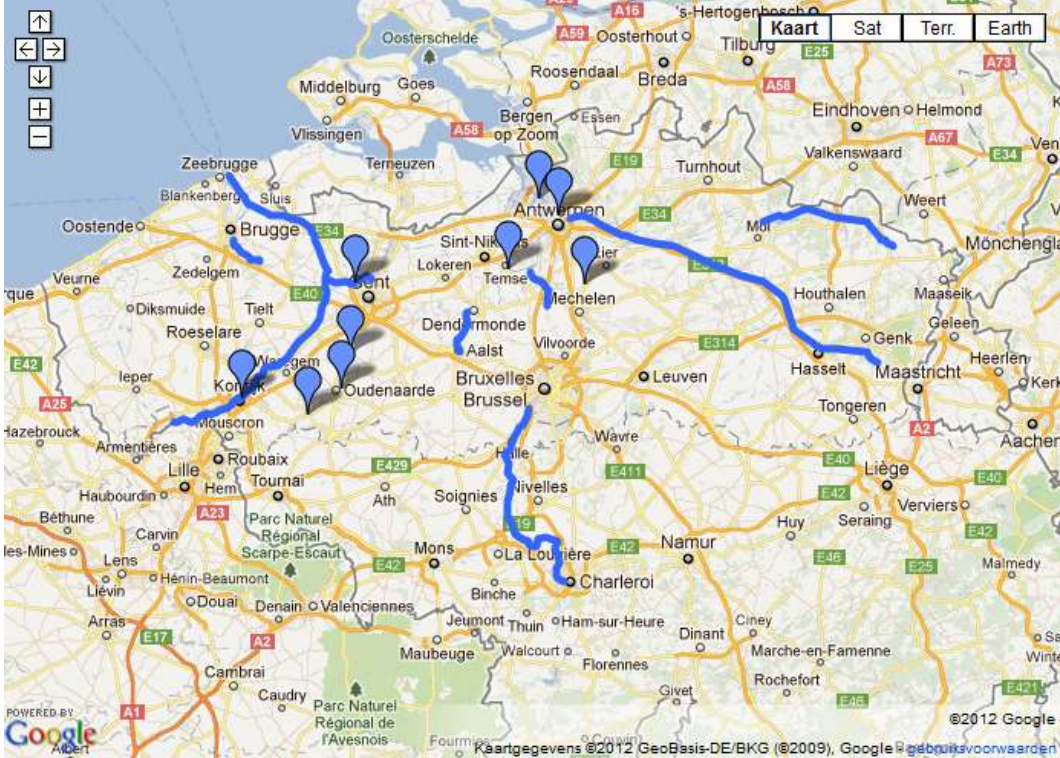 's-Hertogenbosch
A16
A59
Oosterschelde
Oosterhout
Tilburg
Kaart
Sat
Terr.
Earth
E25
A73
Middelburg
Goes
Roosendaal
Breda
A58
Eindhoven
Helmond
Vlissingen
A58
Bergen
op Zoom
Essen
A67
Zeebrugge
Terneuzen
E19
Turnhout
Valkenswaard
E34
Blankenberg
Sluis
Weert
Oostende
Brugge
E34
Antwerpen
E34
Mol
Zedelgem
Lokeren
Temse
Mönchengla
Veurne
E40
Mechelen
Houthalen
Maaseik
Diksmuide
Tielt
Dendermonde
Roeselare
Vilvoorde
E314
Genk
Geleen
E42
Aalst
Hasselt
Heerlen
Ieper
Oudenaarde
Bruxelles
Brussel
Leuven
Maastricht
A25
Mouscron
Tongeren
A2
Hazebrouck
Armentières
Wavre
Aachen
Roubaix
E429
Halle
E40
Lille
Hem
Tournai
E411
Liège
E40
Haubourdin
Ath
Soignies
Nivelles
E42
Verviers
A23
Seraing
Béthune
Parc Naturel
Régional
Scarpe-Escaut
E19
Huy
E42
Carvin
Mons
La Louvière
E42
Namur
E46
Lens
E42
E25
Malmedy
Liévin
Hénin-Beaumont
Binche
Charleroi
Douai
Denain
Valenciennes
Jeumont
Thuin
Ham-sur-Heure
Ciney
Arras
E17
A2
Maubeuge
Walcourt
Dinant
Marche-en-Famenne
Florennes
Cambrai
Rochefort
Caudry
Givet
E46
E421
A1
Parc Naturel
Régional de
l'Avesnois
POWERED BY
Google
©2012 Google
Fourmies
Couvin
Kaartgegevens ©2012 GeoBasis-DE/BKG (©2009), Google - gebruiksvoorwaarden